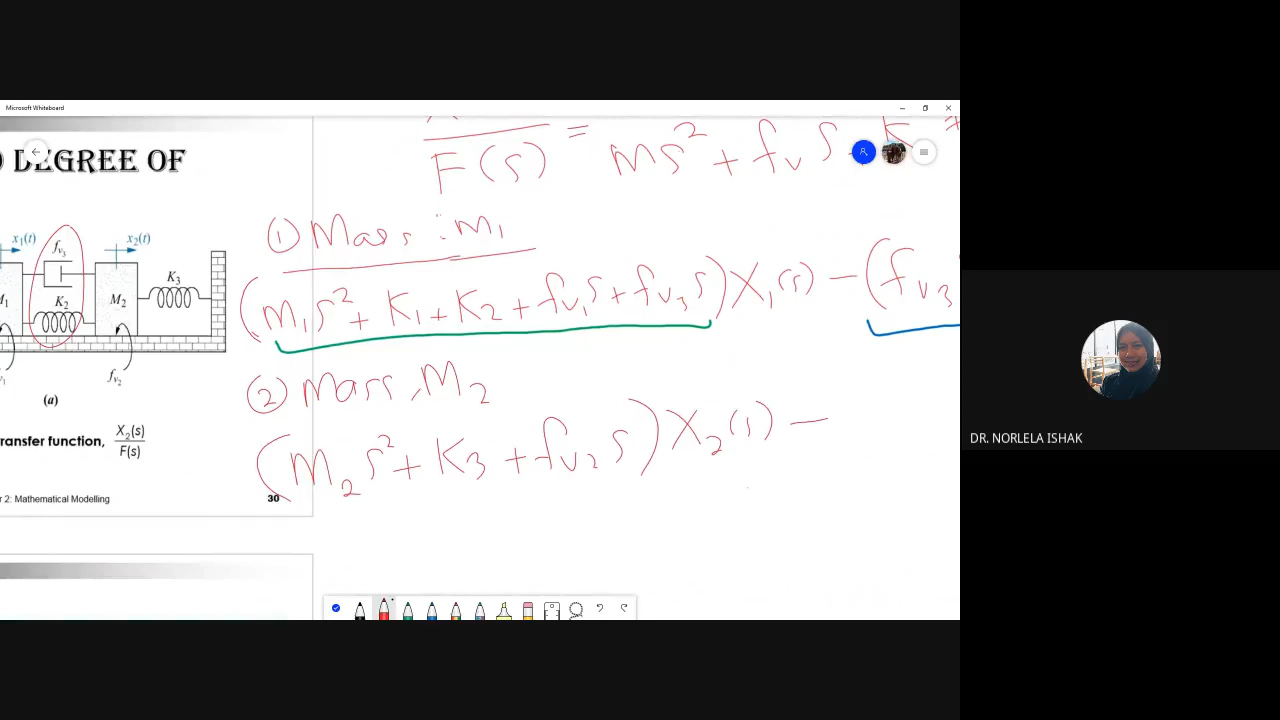 Microsoft Whiteboard
DEGREE OF
F(s) = Ms² + fᵥs
① Mass : M₁
(M₁s² + K₁ + K₂ + fᵥ₁s + fᵥ₃s) X₁(s) − (fᵥ₃
② Mass, M₂
(M₂s² + K₃ + fᵥ₂s) X₂(s) −
x₁(t)
x₂(t)
fᵥ₃
K₃
M₁
K₂
M₂
fᵥ₂
(a)
ransfer function, X₂(s)
F(s)
r 2: Mathematical Modelling
30
DR. NORLELA ISHAK